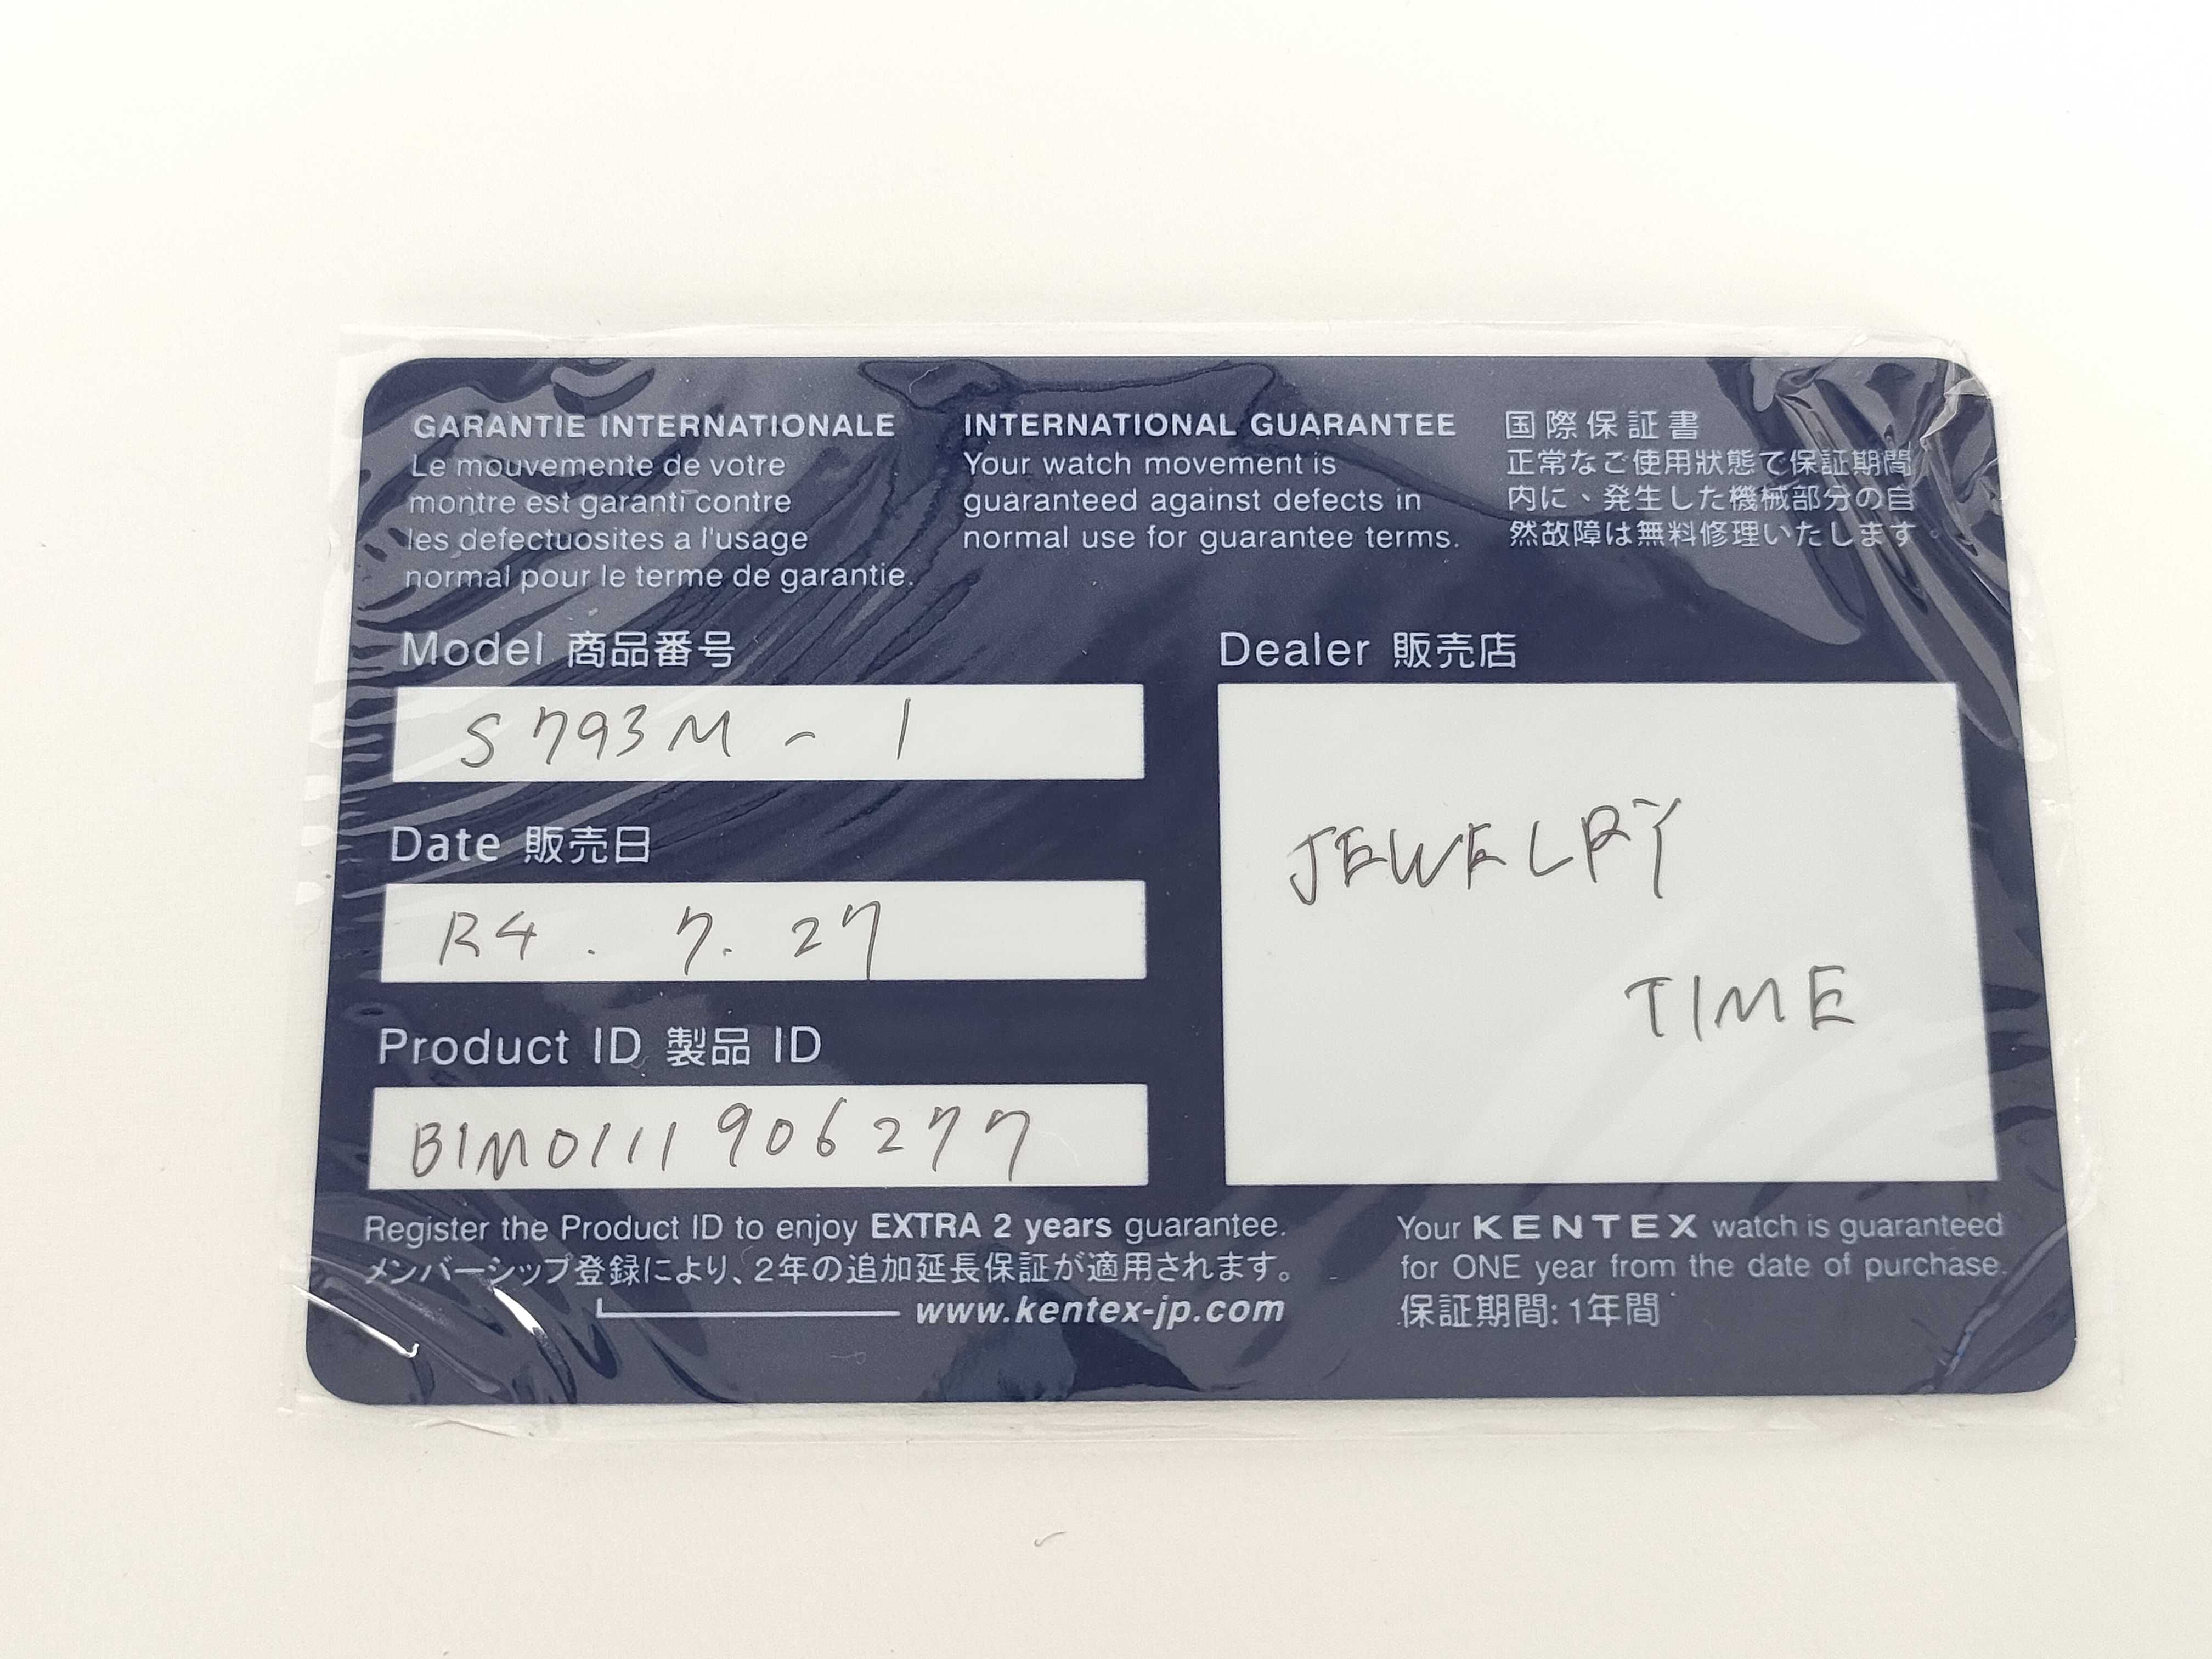 GARANTIE INTERNATIONALE
Le mouvemente de votre
montre est garanti contre
les defectuosites a l'usage
normal pour le terme de garantie.
INTERNATIONAL GUARANTEE
Your watch movement is
guaranteed against defects in
normal use for guarantee terms.
国際保証書
正常なご使用狀態て保証期間
内に、発生した機械部分の自
然故障は無料修理いたします。
Model 商品番号
S793M-1
Date 販売日
R4.7.27
Product ID 製品 ID
B1M0111906277
Dealer 販売店
JEWELRY
TIME
Register the Product ID to enjoy EXTRA 2 years guarantee.
メンバーシップ登録により、2年の追加延長保証が適用されます。
www.kentex-jp.com
Your KENTEX watch is guaranteed
for ONE year from the date of purchase.
保証期間: 1年間